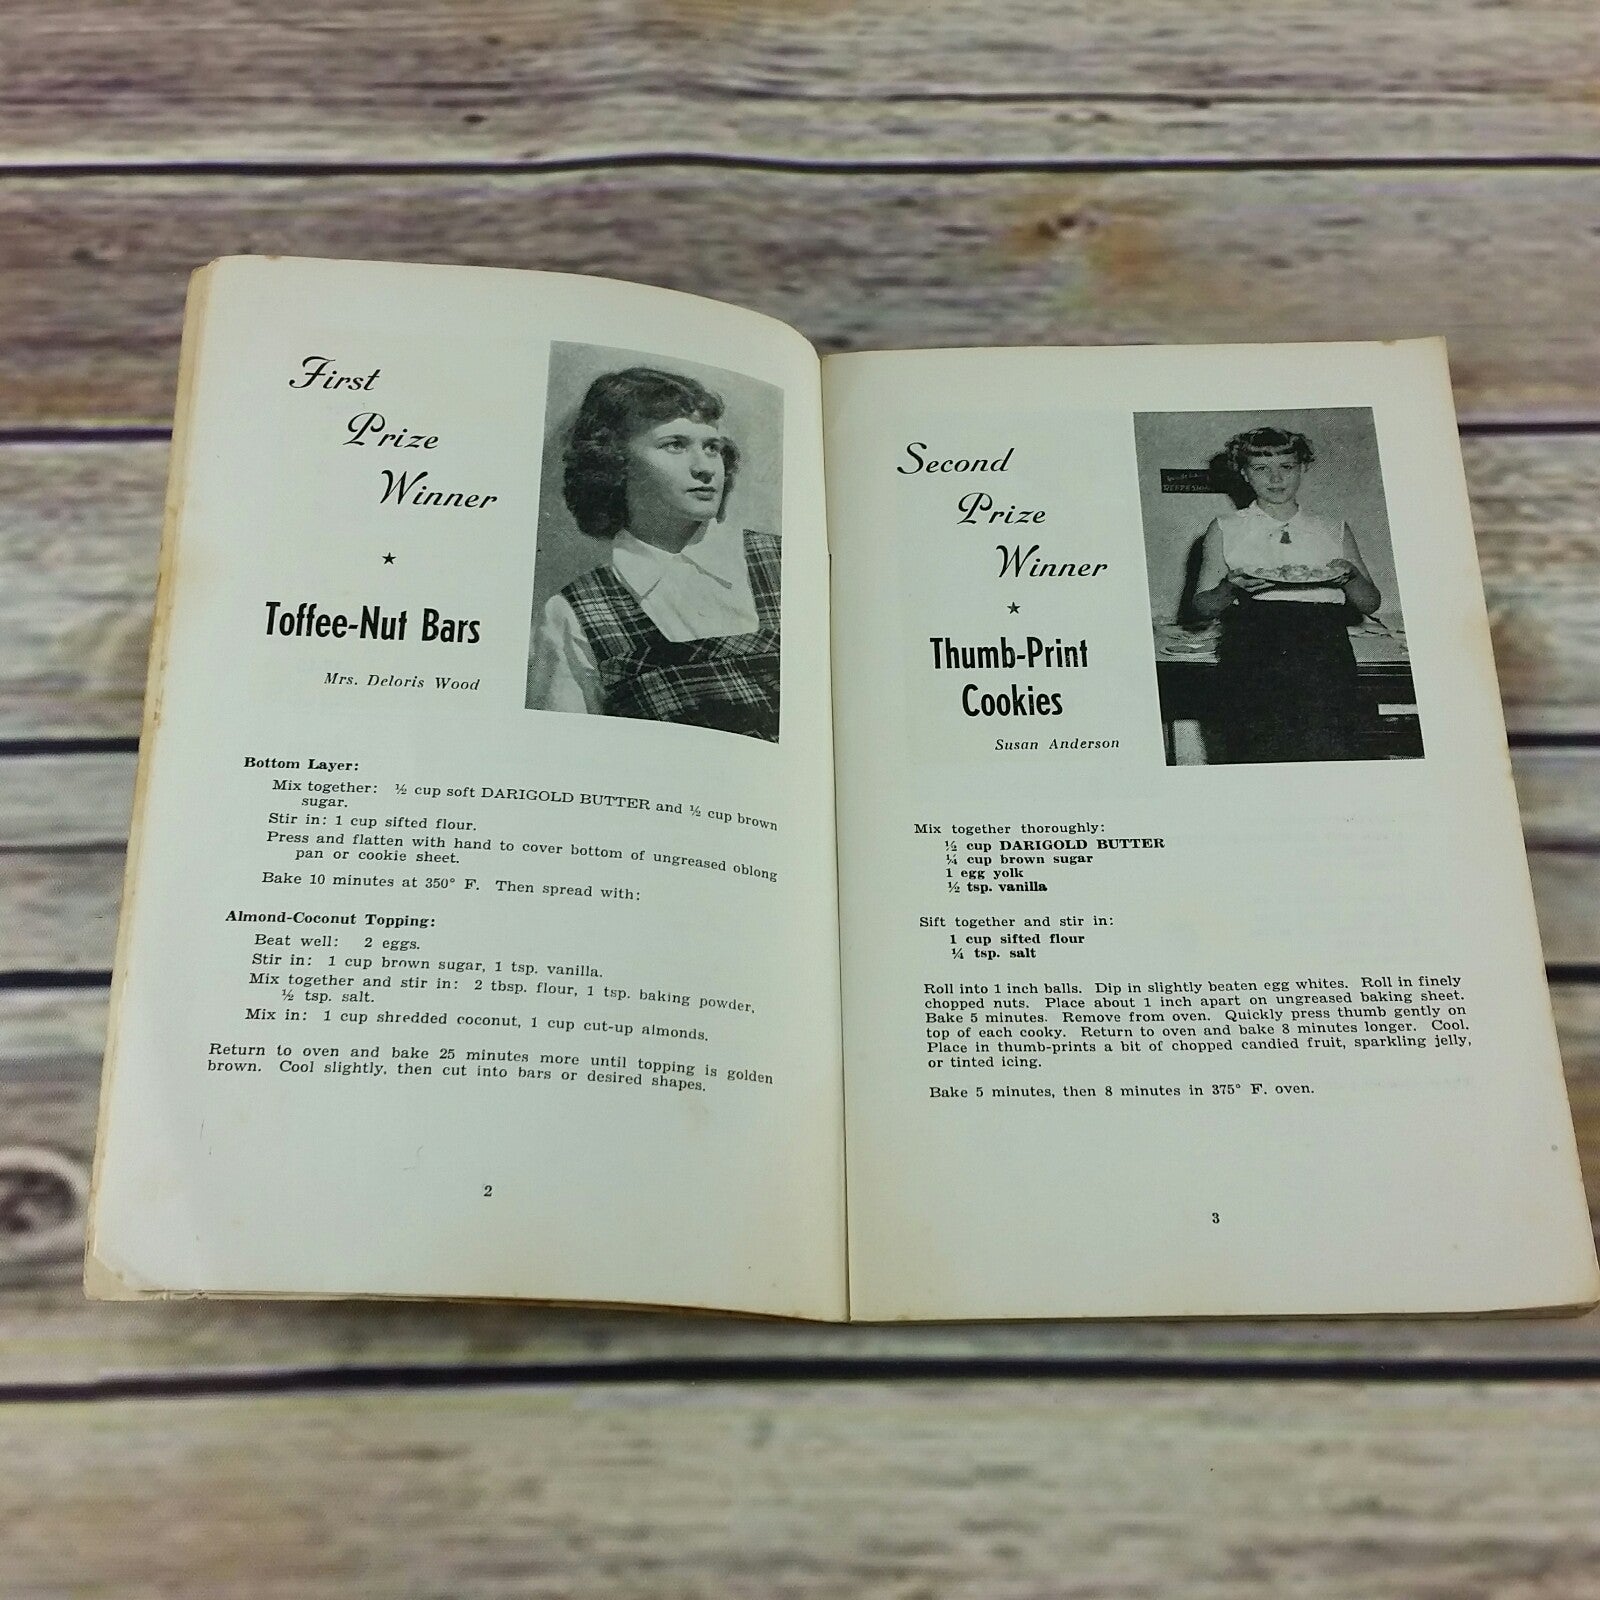 First
Prize
Winner
★
Toffee-Nut Bars
Mrs. Deloris Wood
Bottom Layer:
Mix together: ½ cup soft DARIGOLD BUTTER and ½ cup brown
sugar.
Stir in: 1 cup sifted flour.
Press and flatten with hand to cover bottom of ungreased oblong
pan or cookie sheet.
Bake 10 minutes at 350° F. Then spread with:
Almond-Coconut Topping:
Beat well: 2 eggs.
Stir in: 1 cup brown sugar, 1 tsp. vanilla.
Mix together and stir in: 2 tbsp. flour, 1 tsp. baking powder,
½ tsp. salt.
Mix in: 1 cup shredded coconut, 1 cup cut-up almonds.
Return to oven and bake 25 minutes more until topping is golden
brown. Cool slightly, then cut into bars or desired shapes.
2
Second
Prize
Winner
★
Thumb-Print
Cookies
Susan Anderson
Mix together thoroughly:
½ cup DARIGOLD BUTTER
¼ cup brown sugar
1 egg yolk
½ tsp. vanilla
Sift together and stir in:
1 cup sifted flour
¼ tsp. salt
Roll into 1 inch balls. Dip in slightly beaten egg whites. Roll in finely
chopped nuts. Place about 1 inch apart on ungreased baking sheet.
Bake 5 minutes. Remove from oven. Quickly press thumb gently on
top of each cooky. Return to oven and bake 8 minutes longer. Cool.
Place in thumb-prints a bit of chopped candied fruit, sparkling jelly,
or tinted icing.
Bake 5 minutes, then 8 minutes in 375° F. oven.
3